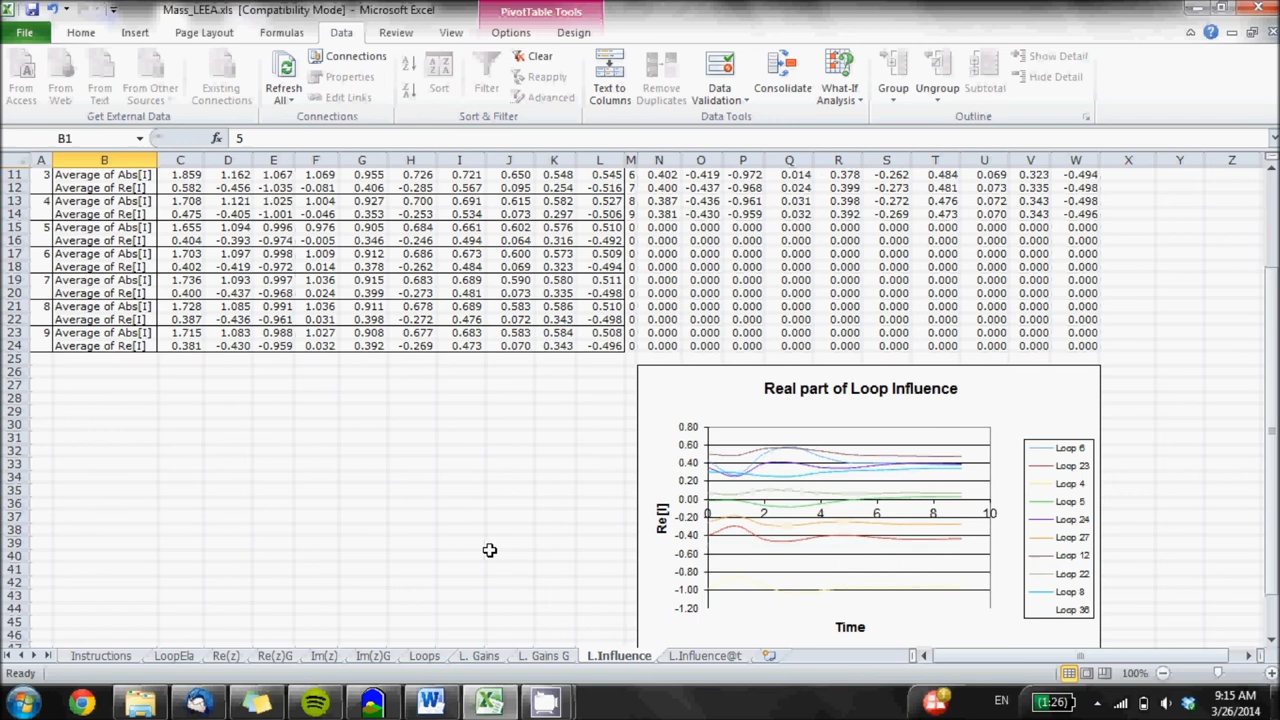 Mass_LEEA.xls [Compatibility Mode] - Microsoft Excel
PivotTable Tools
File Home Insert Page Layout Formulas Data Review View Options Design
From Access From Web From Text From Other Sources Existing Connections Refresh All Connections Properties Edit Links Sort Filter Clear Reapply Advanced Text to Columns Remove Duplicates Data Validation Consolidate What-If Analysis Group Ungroup Subtotal Show Detail Hide Detail
Get External Data Connections Sort & Filter Data Tools Outline
B1 fx 5
A B C D E F G H I J K L M N O P Q R S T U V W X Y Z
11 3 Average of Abs[I] 1.859 1.162 1.067 1.069 0.955 0.726 0.721 0.650 0.548 0.545 6 0.402 -0.419 -0.972 0.014 0.378 -0.262 0.484 0.069 0.323 -0.494
12 Average of Re[I] 0.582 -0.456 -1.035 -0.081 0.406 -0.285 0.567 0.095 0.254 -0.516 7 0.400 -0.437 -0.968 0.024 0.399 -0.273 0.481 0.073 0.335 -0.498
13 4 Average of Abs[I] 1.708 1.121 1.025 1.004 0.927 0.700 0.691 0.615 0.582 0.527 8 0.387 -0.436 -0.961 0.031 0.398 -0.272 0.476 0.072 0.343 -0.498
14 Average of Re[I] 0.475 -0.405 -1.001 -0.046 0.353 -0.253 0.534 0.073 0.297 -0.506 9 0.381 -0.430 -0.959 0.032 0.392 -0.269 0.473 0.070 0.343 -0.496
15 5 Average of Abs[I] 1.655 1.094 0.996 0.976 0.905 0.684 0.661 0.602 0.576 0.510 0 0.000 0.000 0.000 0.000 0.000 0.000 0.000 0.000 0.000 0.000
16 Average of Re[I] 0.404 -0.393 -0.974 -0.005 0.346 -0.246 0.494 0.064 0.316 -0.492 0 0.000 0.000 0.000 0.000 0.000 0.000 0.000 0.000 0.000 0.000
17 6 Average of Abs[I] 1.703 1.097 0.998 1.009 0.912 0.686 0.673 0.600 0.573 0.509 0 0.000 0.000 0.000 0.000 0.000 0.000 0.000 0.000 0.000 0.000
18 Average of Re[I] 0.402 -0.419 -0.972 0.014 0.378 -0.262 0.484 0.069 0.323 -0.494 0 0.000 0.000 0.000 0.000 0.000 0.000 0.000 0.000 0.000 0.000
19 7 Average of Abs[I] 1.736 1.093 0.997 1.036 0.915 0.683 0.689 0.590 0.580 0.511 0 0.000 0.000 0.000 0.000 0.000 0.000 0.000 0.000 0.000 0.000
20 Average of Re[I] 0.400 -0.437 -0.968 0.024 0.399 -0.273 0.481 0.073 0.335 -0.498 0 0.000 0.000 0.000 0.000 0.000 0.000 0.000 0.000 0.000 0.000
21 8 Average of Abs[I] 1.728 1.085 0.991 1.036 0.911 0.678 0.689 0.583 0.586 0.510 0 0.000 0.000 0.000 0.000 0.000 0.000 0.000 0.000 0.000 0.000
22 Average of Re[I] 0.387 -0.436 -0.961 0.031 0.398 -0.272 0.476 0.072 0.343 -0.498 0 0.000 0.000 0.000 0.000 0.000 0.000 0.000 0.000 0.000 0.000
23 9 Average of Abs[I] 1.715 1.083 0.988 1.027 0.908 0.677 0.683 0.583 0.584 0.508 0 0.000 0.000 0.000 0.000 0.000 0.000 0.000 0.000 0.000 0.000
24 Average of Re[I] 0.381 -0.430 -0.959 0.032 0.392 -0.269 0.473 0.070 0.343 -0.496 0 0.000 0.000 0.000 0.000 0.000 0.000 0.000 0.000 0.000 0.000
25
26
27
28
29
30
31
32
33
34
35
36
37
38
39
40
41
42
43
44
45
46
47
Real part of Loop Influence
0.80
0.60
0.40
0.20
0.00
-0.20
-0.40
-0.60
-0.80
-1.00
-1.20
Re[I]
0 2 4 6 8 10
Time
Loop 6
Loop 23
Loop 4
Loop 5
Loop 24
Loop 27
Loop 12
Loop 22
Loop 8
Loop 36
Instructions LoopEla Re(z) Re(z)G Im(z) Im(z)G Loops L. Gains L. Gains G L.Influence L.Influence@t
Ready 100%
EN (1:26) 9:15 AM
3/26/2014